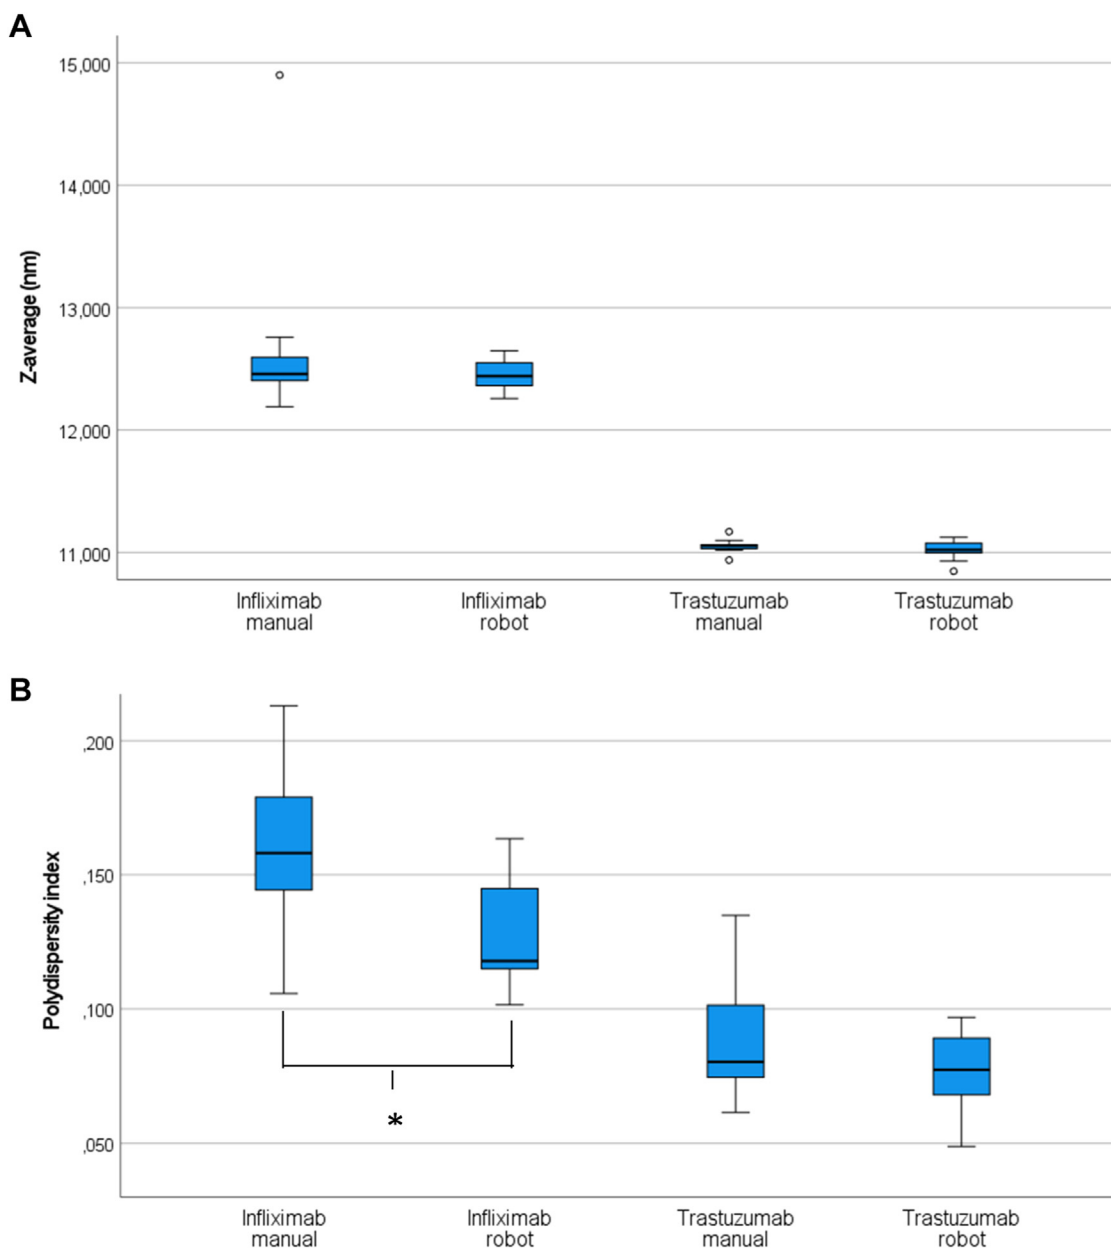 A
15,000
14,000
13,000
12,000
11,000
Z-average (nm)
Infliximab
manual
Infliximab
robot
Trastuzumab
manual
Trastuzumab
robot
B
,200
,150
,100
,050
Polydispersity index
*
Infliximab
manual
Infliximab
robot
Trastuzumab
manual
Trastuzumab
robot